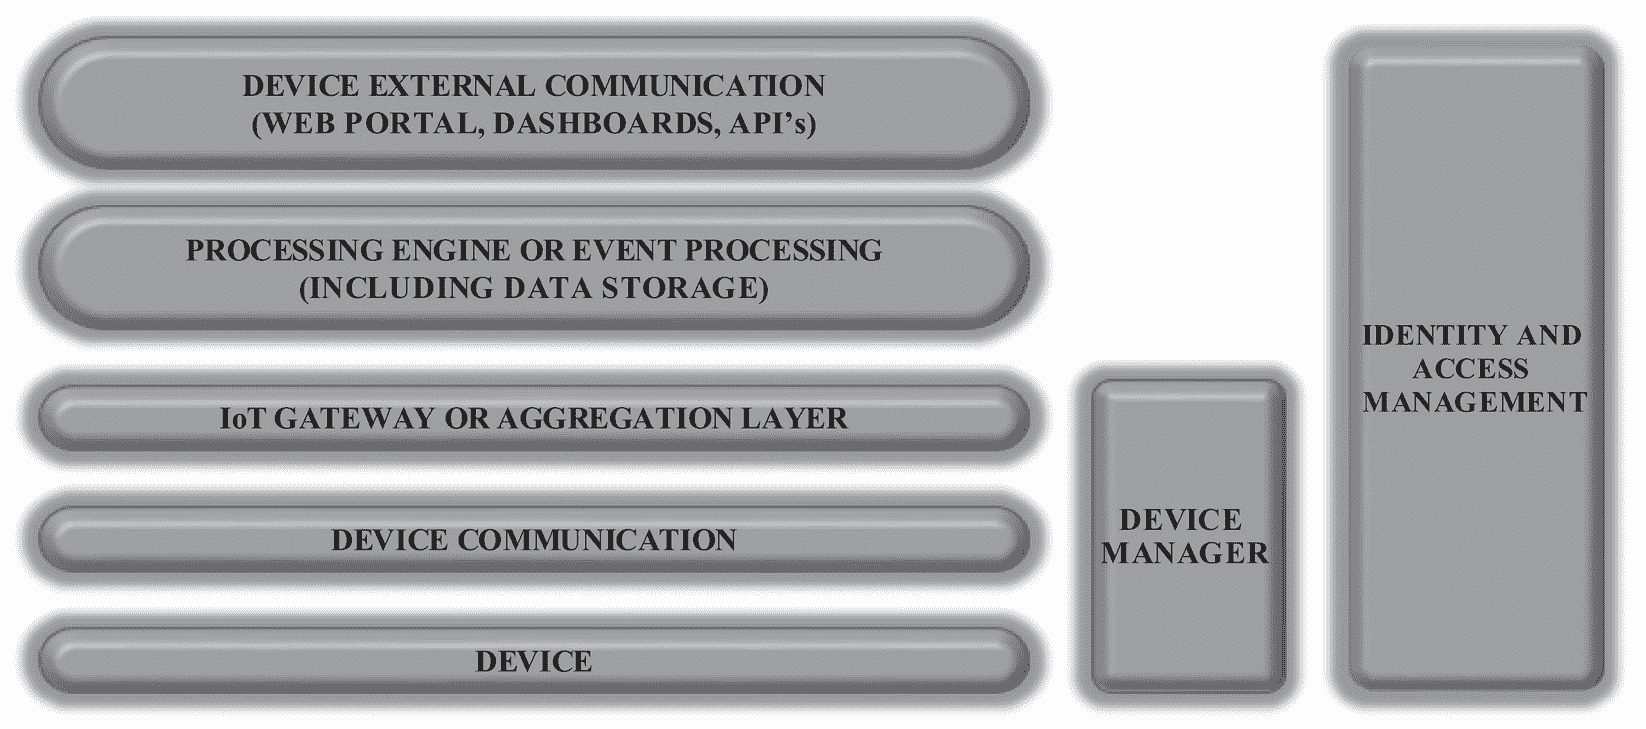 DEVICE EXTERNAL COMMUNICATION
(WEB PORTAL, DASHBOARDS, API’s)
PROCESSING ENGINE OR EVENT PROCESSING
(INCLUDING DATA STORAGE)
IoT GATEWAY OR AGGREGATION LAYER
DEVICE COMMUNICATION
DEVICE
DEVICE
MANAGER
IDENTITY AND
ACCESS
MANAGEMENT